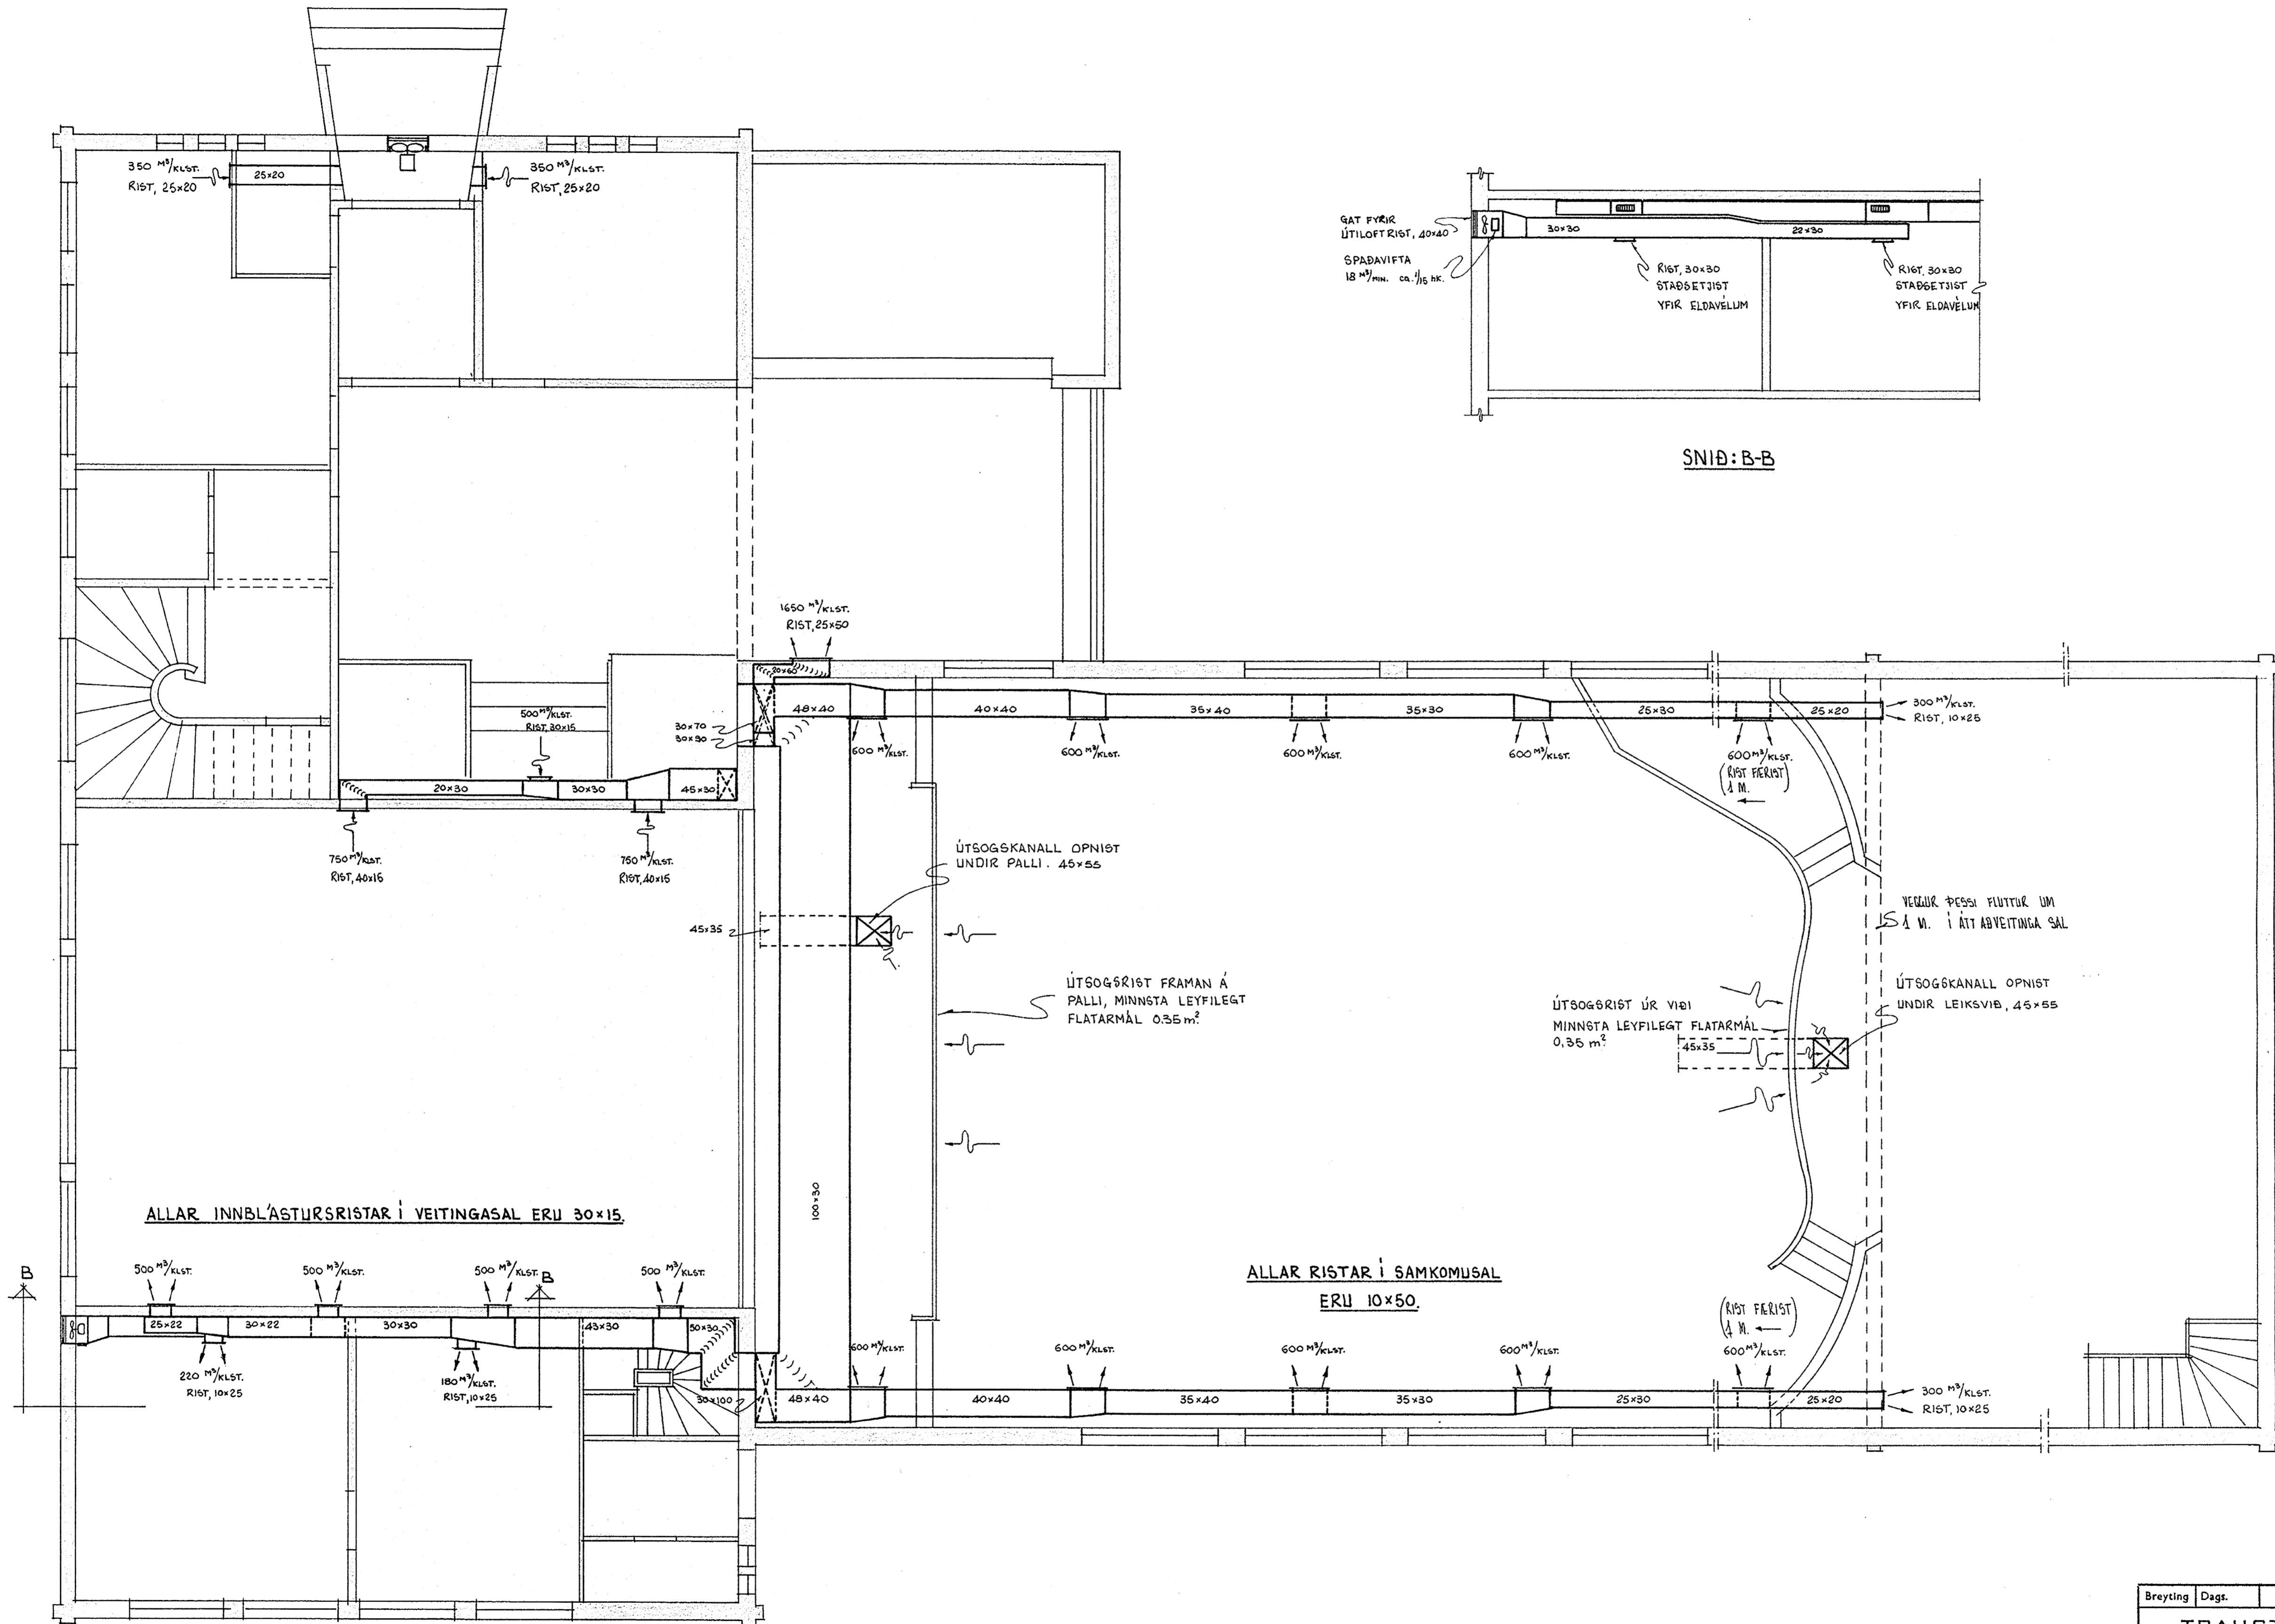 350 M³/KLST.
RIST, 25×20
25×20
350 M³/KLST.
RIST, 25×20
GAT FYRIR
ÚTILOFTRIST, 40×40
SPAÐAVIFTA
18 M³/MIN. ca. 1/15 hK.
30×30
22×30
RIST, 30×30
STAÐSETJIST
YFIR ELDAVÉLUM
RIST, 30×30
STAÐSETJIST
YFIR ELDAVÉLUM
SNIÐ: B-B
1650 M³/KLST.
RIST, 25×50
20×60
30×70
30×30
48×40
40×40
35×40
35×30
25×30
25×20
300 M³/KLST.
RIST, 10×25
600 M³/KLST.
600 M³/KLST.
600 M³/KLST.
600 M³/KLST.
600 M³/KLST.
(RIST FÆRIST)
1 M.
500 M³/KLST.
RIST, 30×15
20×30
30×30
45×30
750 M³/KLST.
RIST, 40×15
750 M³/KLST.
RIST, 40×15
ÚTSOGSKANALL OPNIST
UNDIR PALLI. 45×55
45×35
ÚTSOGSRIST FRAMAN Á
PALLI, MINNSTA LEYFILEGT
FLATARMÁL 0.35 m²
VEGGUR ÞESSI FLUTTUR UM
1 M. Í ÁTT AÐ VEITINGA SAL
ÚTSOGSKANALL OPNIST
UNDIR LEIKSVIÐ, 45×55
ÚTSOGSRIST ÚR VIÐI
MINNSTA LEYFILEGT FLATARMÁL
0,35 m²
45×35
100×30
ALLAR INNBLÁSTURSRISTAR Í VEITINGASAL ERU 30×15.
B
500 M³/KLST.
500 M³/KLST.
500 M³/KLST.
B
500 M³/KLST.
25×22
30×22
30×30
43×30
50×30
220 M³/KLST.
RIST, 10×25
180 M³/KLST.
RIST, 10×25
30×100
ALLAR RISTAR Í SAMKOMUSAL
ERU 10×50.
(RIST FÆRIST)
1 M.
600 M³/KLST.
600 M³/KLST.
600 M³/KLST.
600 M³/KLST.
600 M³/KLST.
48×40
40×40
35×40
35×30
25×30
25×20
300 M³/KLST.
RIST, 10×25
Breyting Dags.